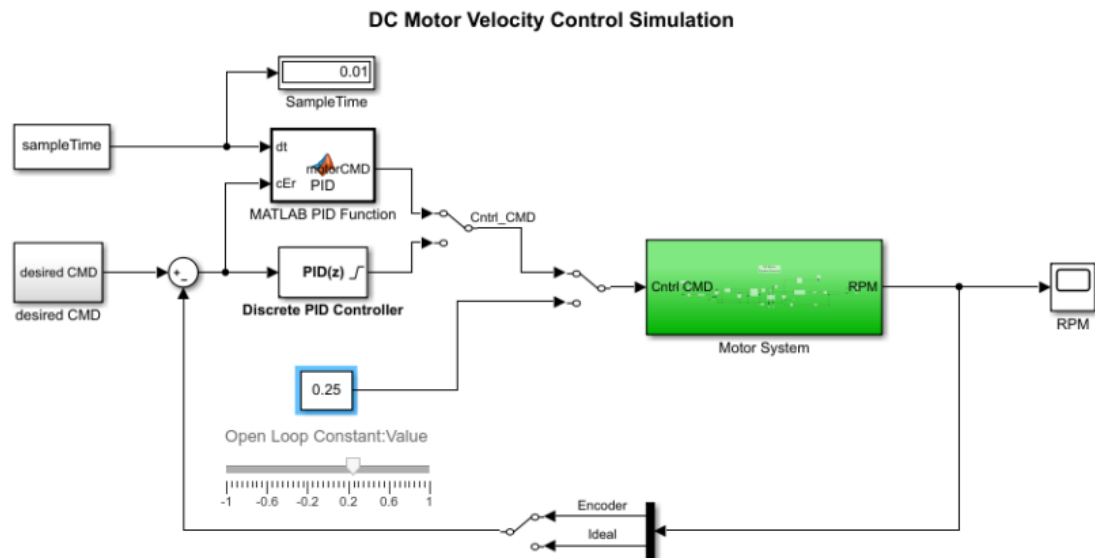 DC Motor Velocity Control Simulation
0.01
SampleTime
sampleTime
dt
motorCMD
cEr
PID
MATLAB PID Function
Cntrl_CMD
desired CMD
+
-
PID(z)
desired CMD
Discrete PID Controller
Cntrl CMD
RPM
Motor System
RPM
0.25
Open Loop Constant:Value
-1 -0.6 -0.2 0.2 0.6 1
Encoder
Ideal